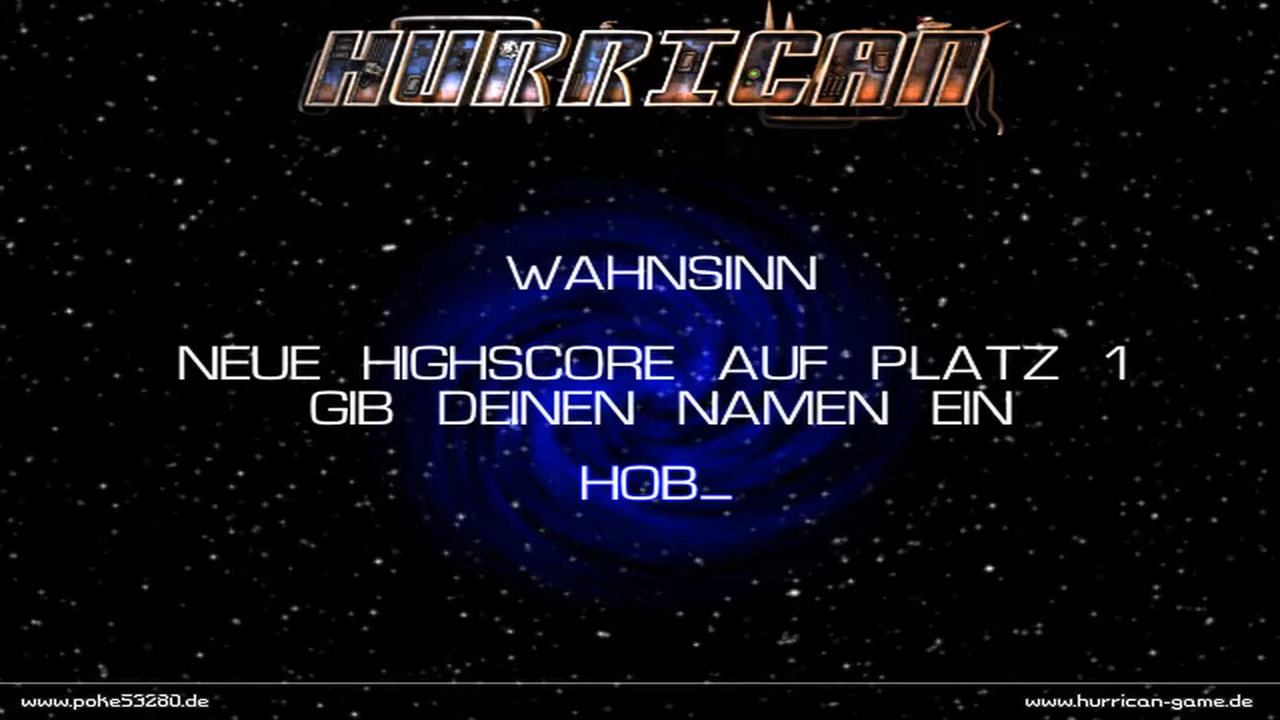 HURRICAN
WAHNSINN
NEUE HIGHSCORE AUF PLATZ 1
GIB DEINEN NAMEN EIN
HOB_
www.poke53280.de
www.hurrican-game.de